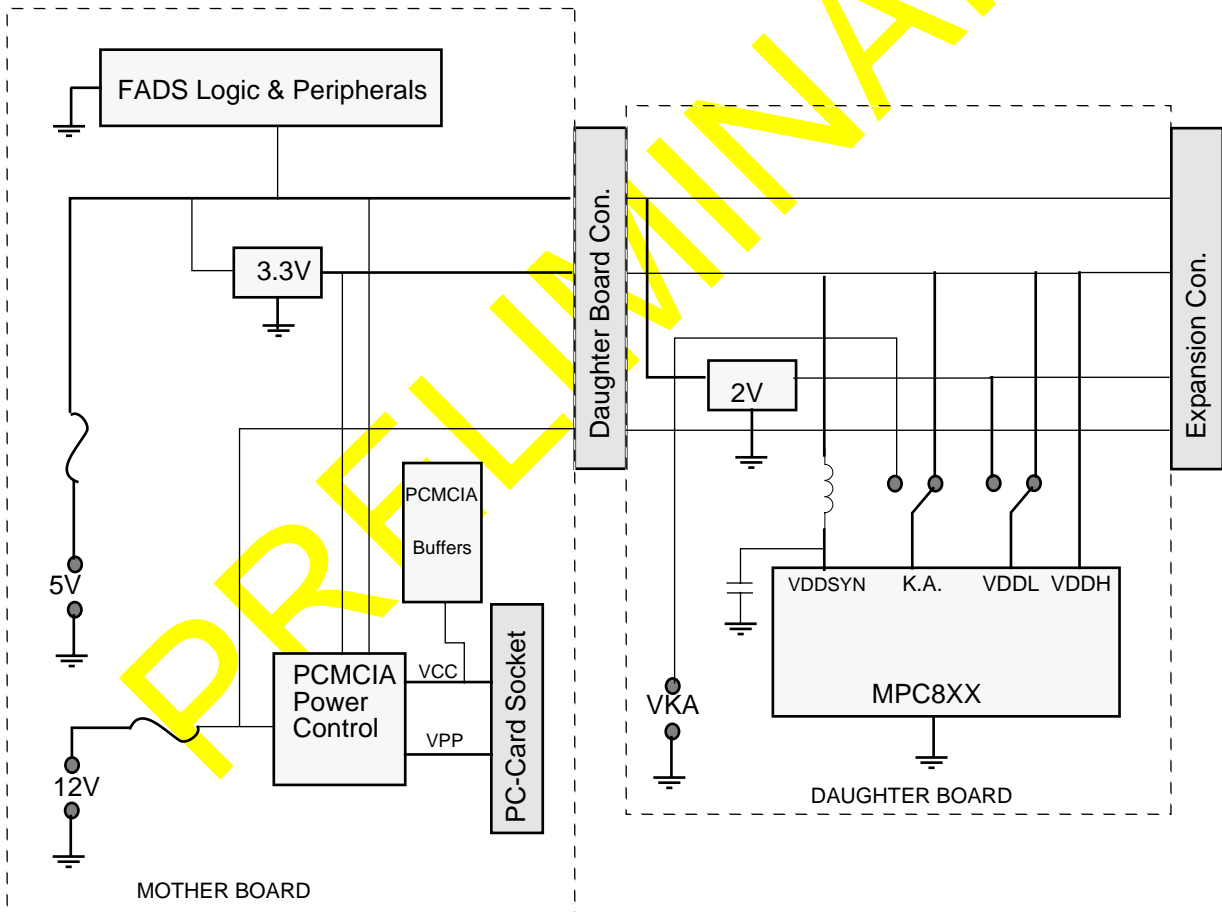 FADS Logic & Peripherals
3.3V
5V
12V
PCMCIA
Buffers
PCMCIA
Power
Control
VCC
VPP
PC-Card Socket
MOTHER BOARD
Daughter Board Con.
2V
VKA
VDDSYN
K.A.
VDDL
VDDH
MPC8XX
DAUGHTER BOARD
Expansion Con.
PRELIMINA